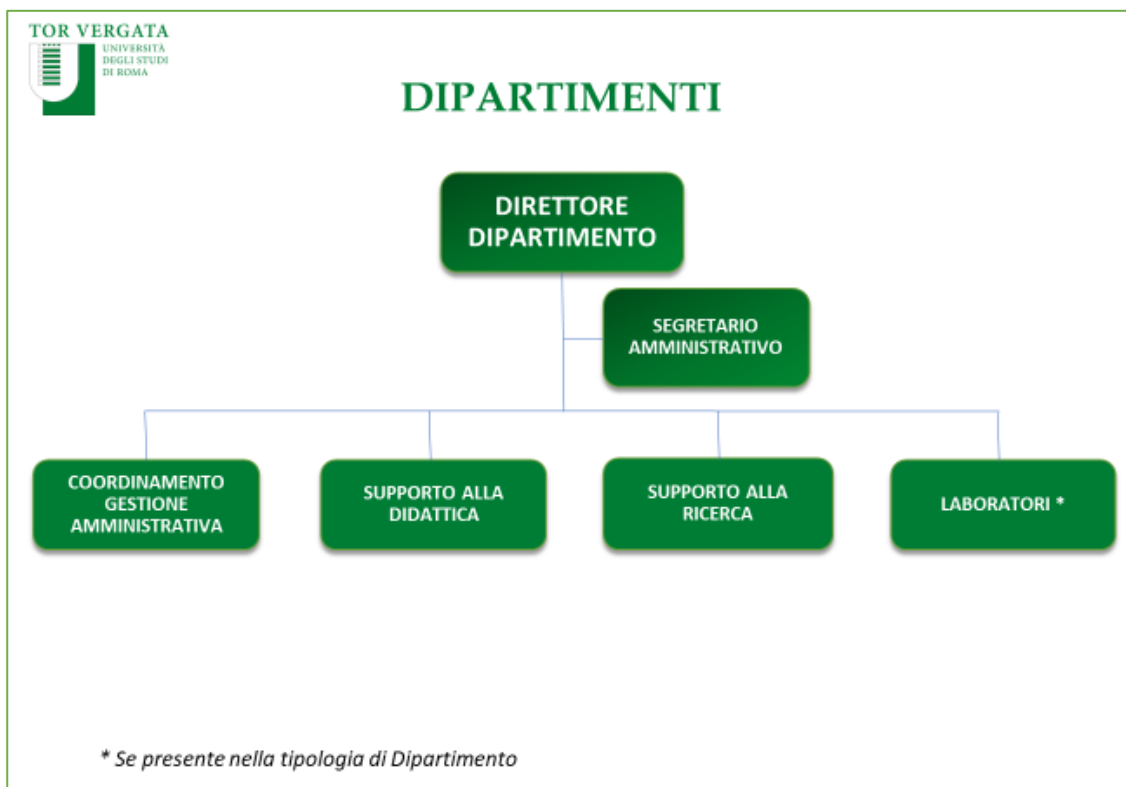 TOR VERGATA
UNIVERSITÀ
DEGLI STUDI
DI ROMA
DIPARTIMENTI
DIRETTORE
DIPARTIMENTO
SEGRETARIO
AMMINISTRATIVO
COORDINAMENTO
GESTIONE
AMMINISTRATIVA
SUPPORTO ALLA
DIDATTICA
SUPPORTO ALLA
RICERCA
LABORATORI *
* Se presente nella tipologia di Dipartimento